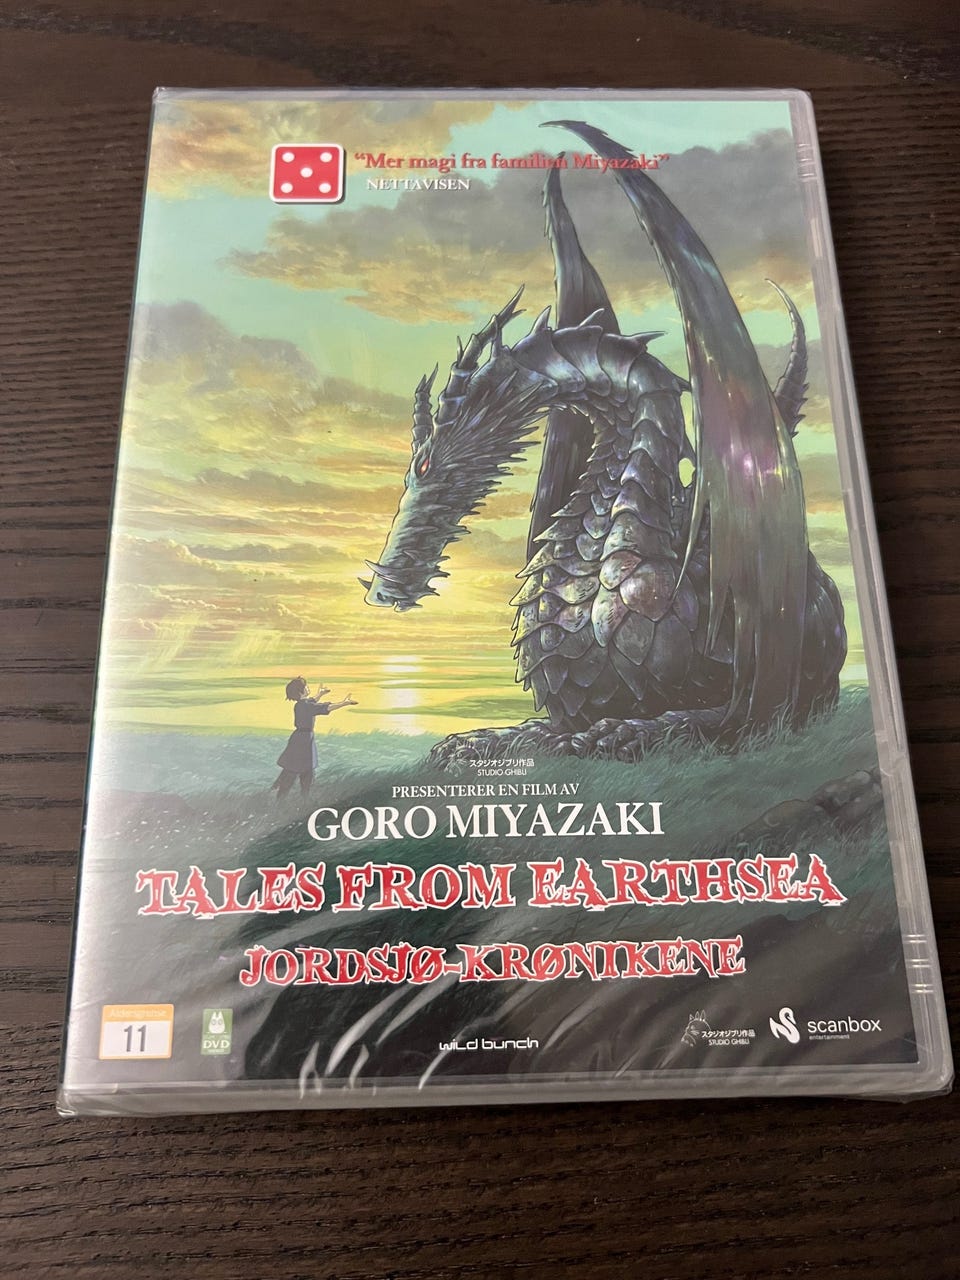 "Mer magi fra familien Miyazaki"
NETTAVISEN
スタジオジブリ作品
STUDIO GHIBLI
PRESENTERER EN FILM AV
GORO MIYAZAKI
TALES FROM EARTHSEA
JORDSJØ-KRØNIKENE
Aldersgrense
11
DVD
wild bunch
スタジオジブリ作品
STUDIO GHIBLI
scanbox
entertainment